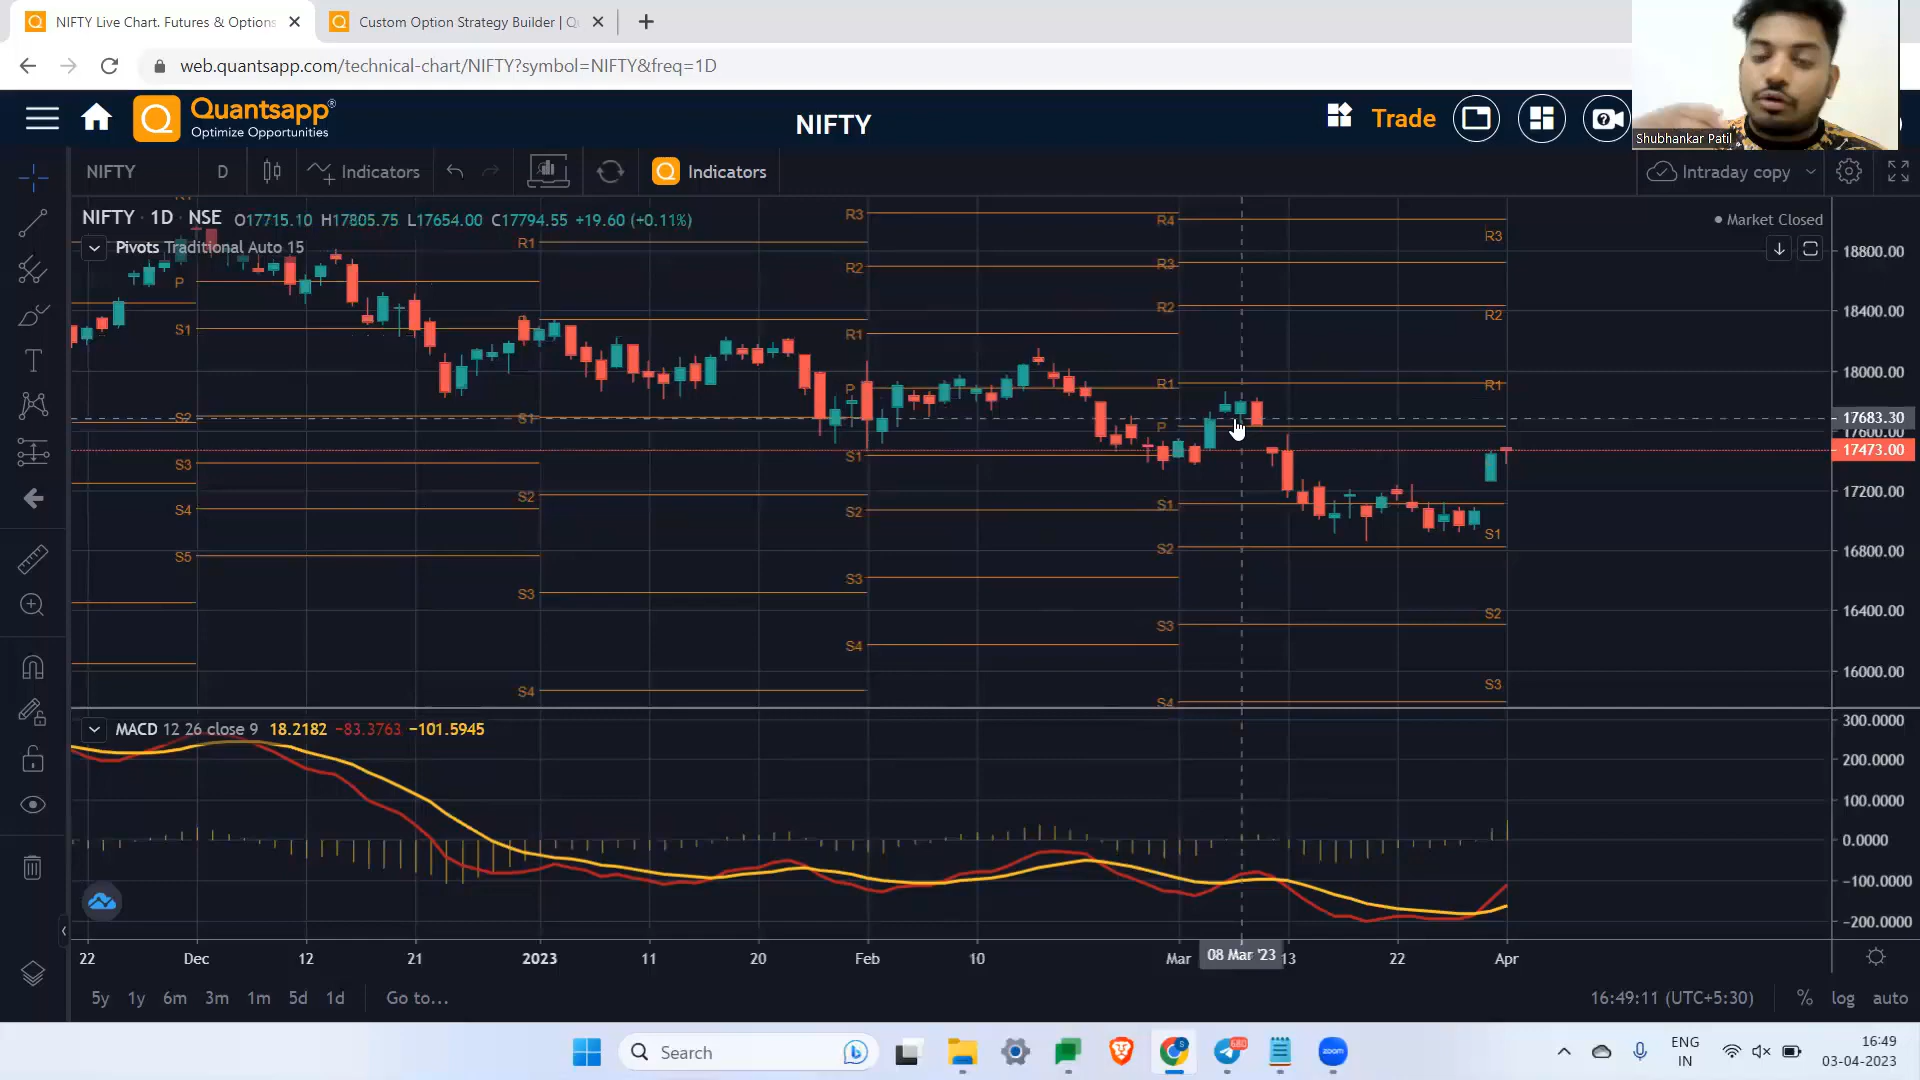 NIFTY Live Chart. Futures & Options
Custom Option Strategy Builder | Q
web.quantsapp.com/technical-chart/NIFTY?symbol=NIFTY&freq=1D
Quantsapp®
Optimize Opportunities
NIFTY
Trade
Shubhankar Patil
NIFTY
D
Indicators
Indicators
Intraday copy
NIFTY · 1D · NSE O17715.10 H17805.75 L17654.00 C17794.55 +19.60 (+0.11%)
Market Closed
Pivots Traditional Auto 15
R3
R4
R3
R1
R2
R3
P
R2
R2
S1
R1
R1
R1
P
S2
S1
P
S3
S1
S2
S1
S4
S2
S1
S5
S2
S3
S3
S2
S3
S4
S3
S4
S4
18800.00
18400.00
18000.00
17683.30
17600.00
17473.00
17200.00
16800.00
16400.00
16000.00
MACD 12 26 close 9 18.2182 −83.3763 −101.5945
300.0000
200.0000
100.0000
0.0000
−100.0000
−200.0000
22 Dec 12 21 2023 11 20 Feb 10 Mar 08 Mar '23 13 22 Apr
5y 1y 6m 3m 1m 5d 1d Go to...
16:49:11 (UTC+5:30) % log auto
Search
680
zoom
ENG
IN
16:49
03-04-2023